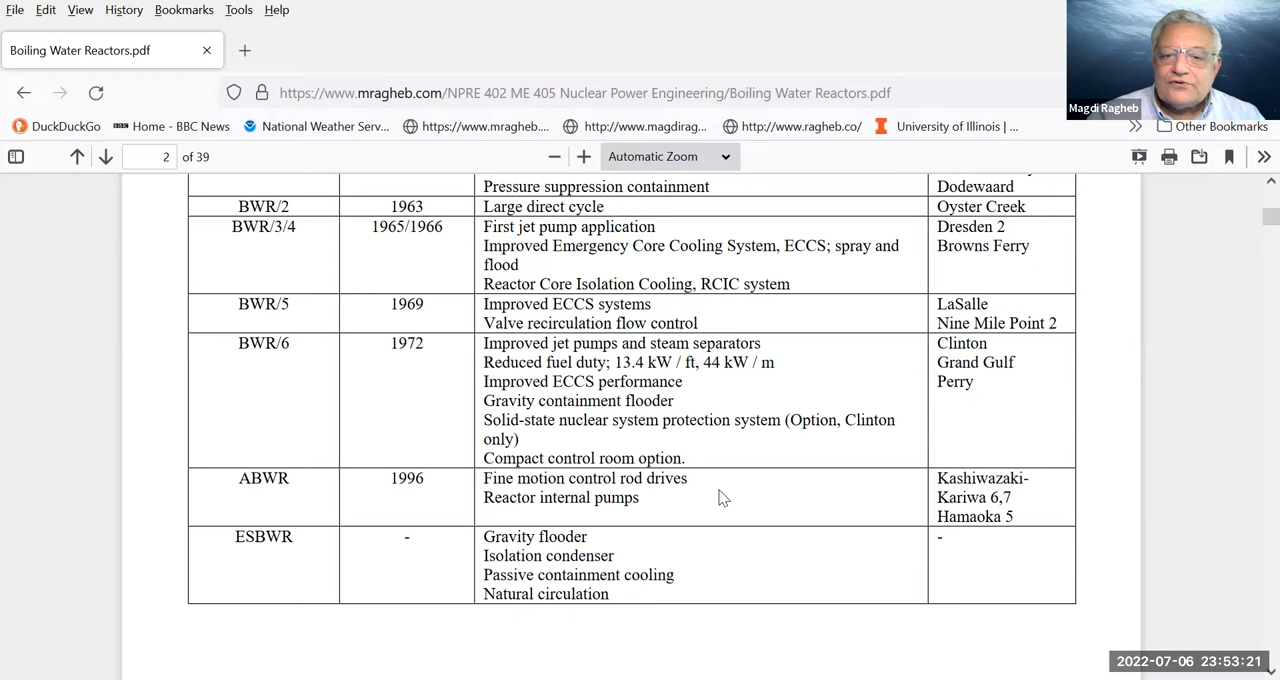 File Edit View History Bookmarks Tools Help
Boiling Water Reactors.pdf
https://www.mragheb.com/NPRE 402 ME 405 Nuclear Power Engineering/Boiling Water Reactors.pdf
Magdi Ragheb
DuckDuckGo BBC Home - BBC News National Weather Serv... https://www.mragheb.... http://www.magdirag... http://www.ragheb.co/ University of Illinois | ... Other Bookmarks
2 of 39 Automatic Zoom
Pressure suppression containment Dodewaard
BWR/2 1963 Large direct cycle Oyster Creek
BWR/3/4 1965/1966 First jet pump application Dresden 2
Improved Emergency Core Cooling System, ECCS; spray and Browns Ferry
flood
Reactor Core Isolation Cooling, RCIC system
BWR/5 1969 Improved ECCS systems LaSalle
Valve recirculation flow control Nine Mile Point 2
BWR/6 1972 Improved jet pumps and steam separators Clinton
Reduced fuel duty; 13.4 kW / ft, 44 kW / m Grand Gulf
Improved ECCS performance Perry
Gravity containment flooder
Solid-state nuclear system protection system (Option, Clinton
only)
Compact control room option.
ABWR 1996 Fine motion control rod drives Kashiwazaki-
Reactor internal pumps Kariwa 6,7
Hamaoka 5
ESBWR - Gravity flooder -
Isolation condenser
Passive containment cooling
Natural circulation
2022-07-06 23:53:21